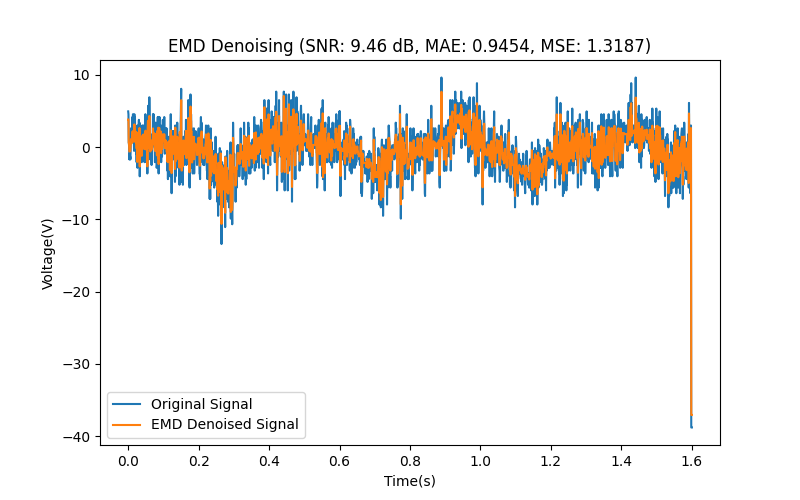 EMD Denoising (SNR: 9.46 dB, MAE: 0.9454, MSE: 1.3187)
10
0
−10
−20
−30
−40
Voltage(V)
Original Signal
EMD Denoised Signal
0.0 0.2 0.4 0.6 0.8 1.0 1.2 1.4 1.6
Time(s)